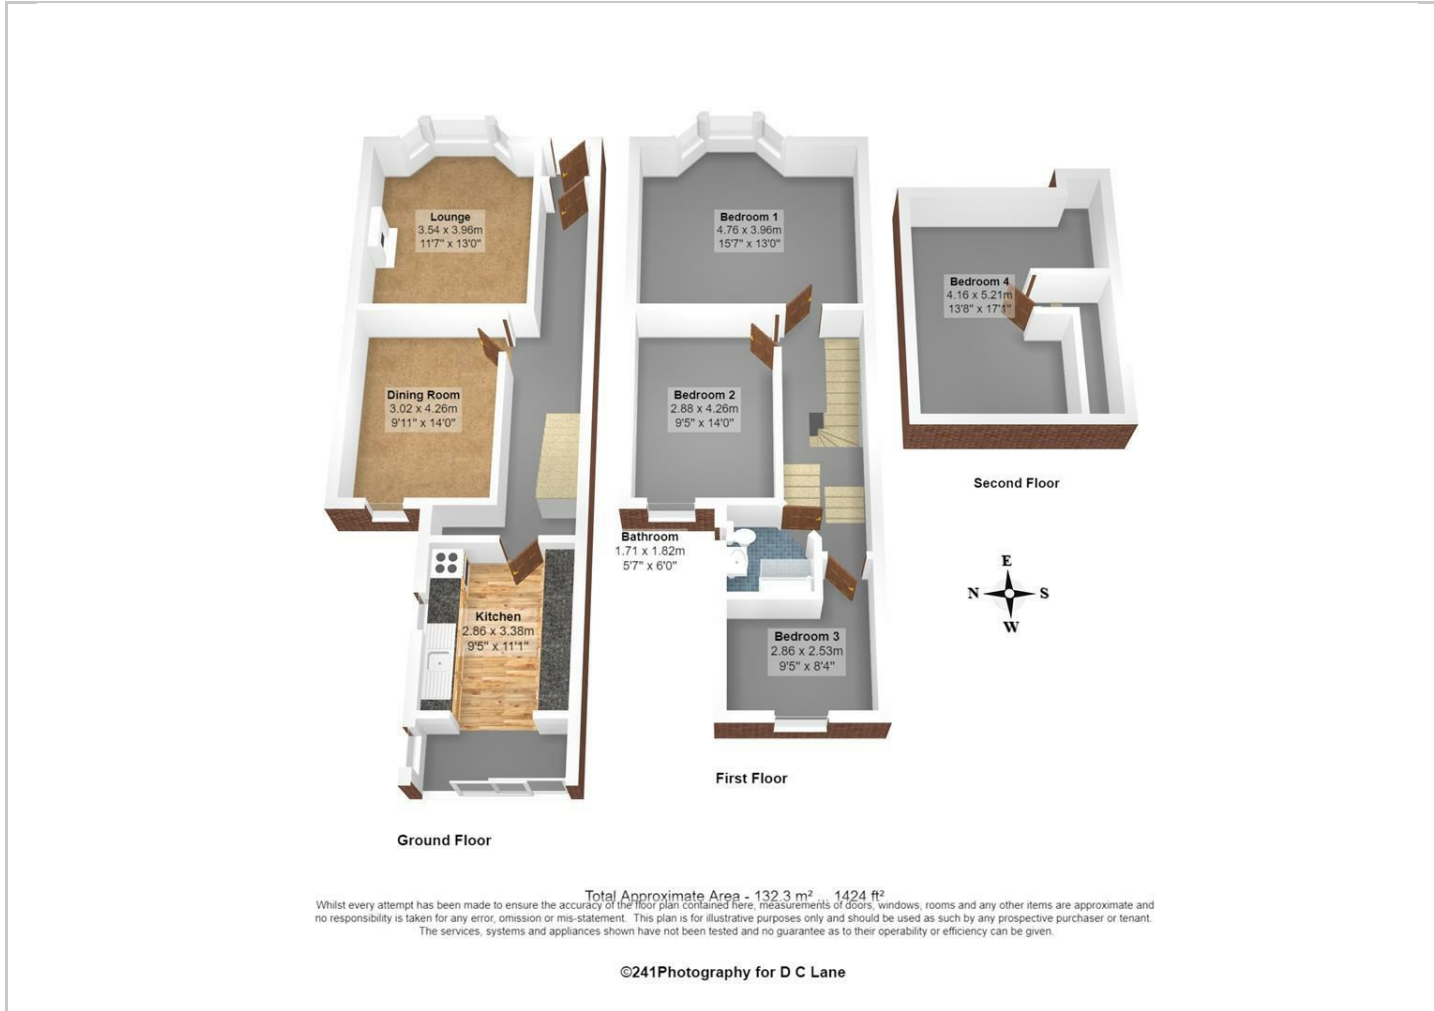 Lounge
3.54 x 3.96m
11'7" x 13'0"
Dining Room
3.02 x 4.26m
9'11" x 14'0"
Kitchen
2.86 x 3.38m
9'5" x 11'1"
Ground Floor
Bedroom 1
4.76 x 3.96m
15'7" x 13'0"
Bedroom 2
2.88 x 4.26m
9'5" x 14'0"
Bathroom
1.71 x 1.82m
5'7" x 6'0"
Bedroom 3
2.86 x 2.53m
9'5" x 8'4"
First Floor
Bedroom 4
4.16 x 5.21m
13'8" x 17'1"
Second Floor
E
N S
W
Total Approximate Area - 132.3 m² ... 1424 ft²
Whilst every attempt has been made to ensure the accuracy of the floor plan contained here, measurements of doors, windows, rooms and any other items are approximate and
no responsibility is taken for any error, omission or mis-statement. This plan is for illustrative purposes only and should be used as such by any prospective purchaser or tenant.
The services, systems and appliances shown have not been tested and no guarantee as to their operability or efficiency can be given.
©241Photography for D C Lane